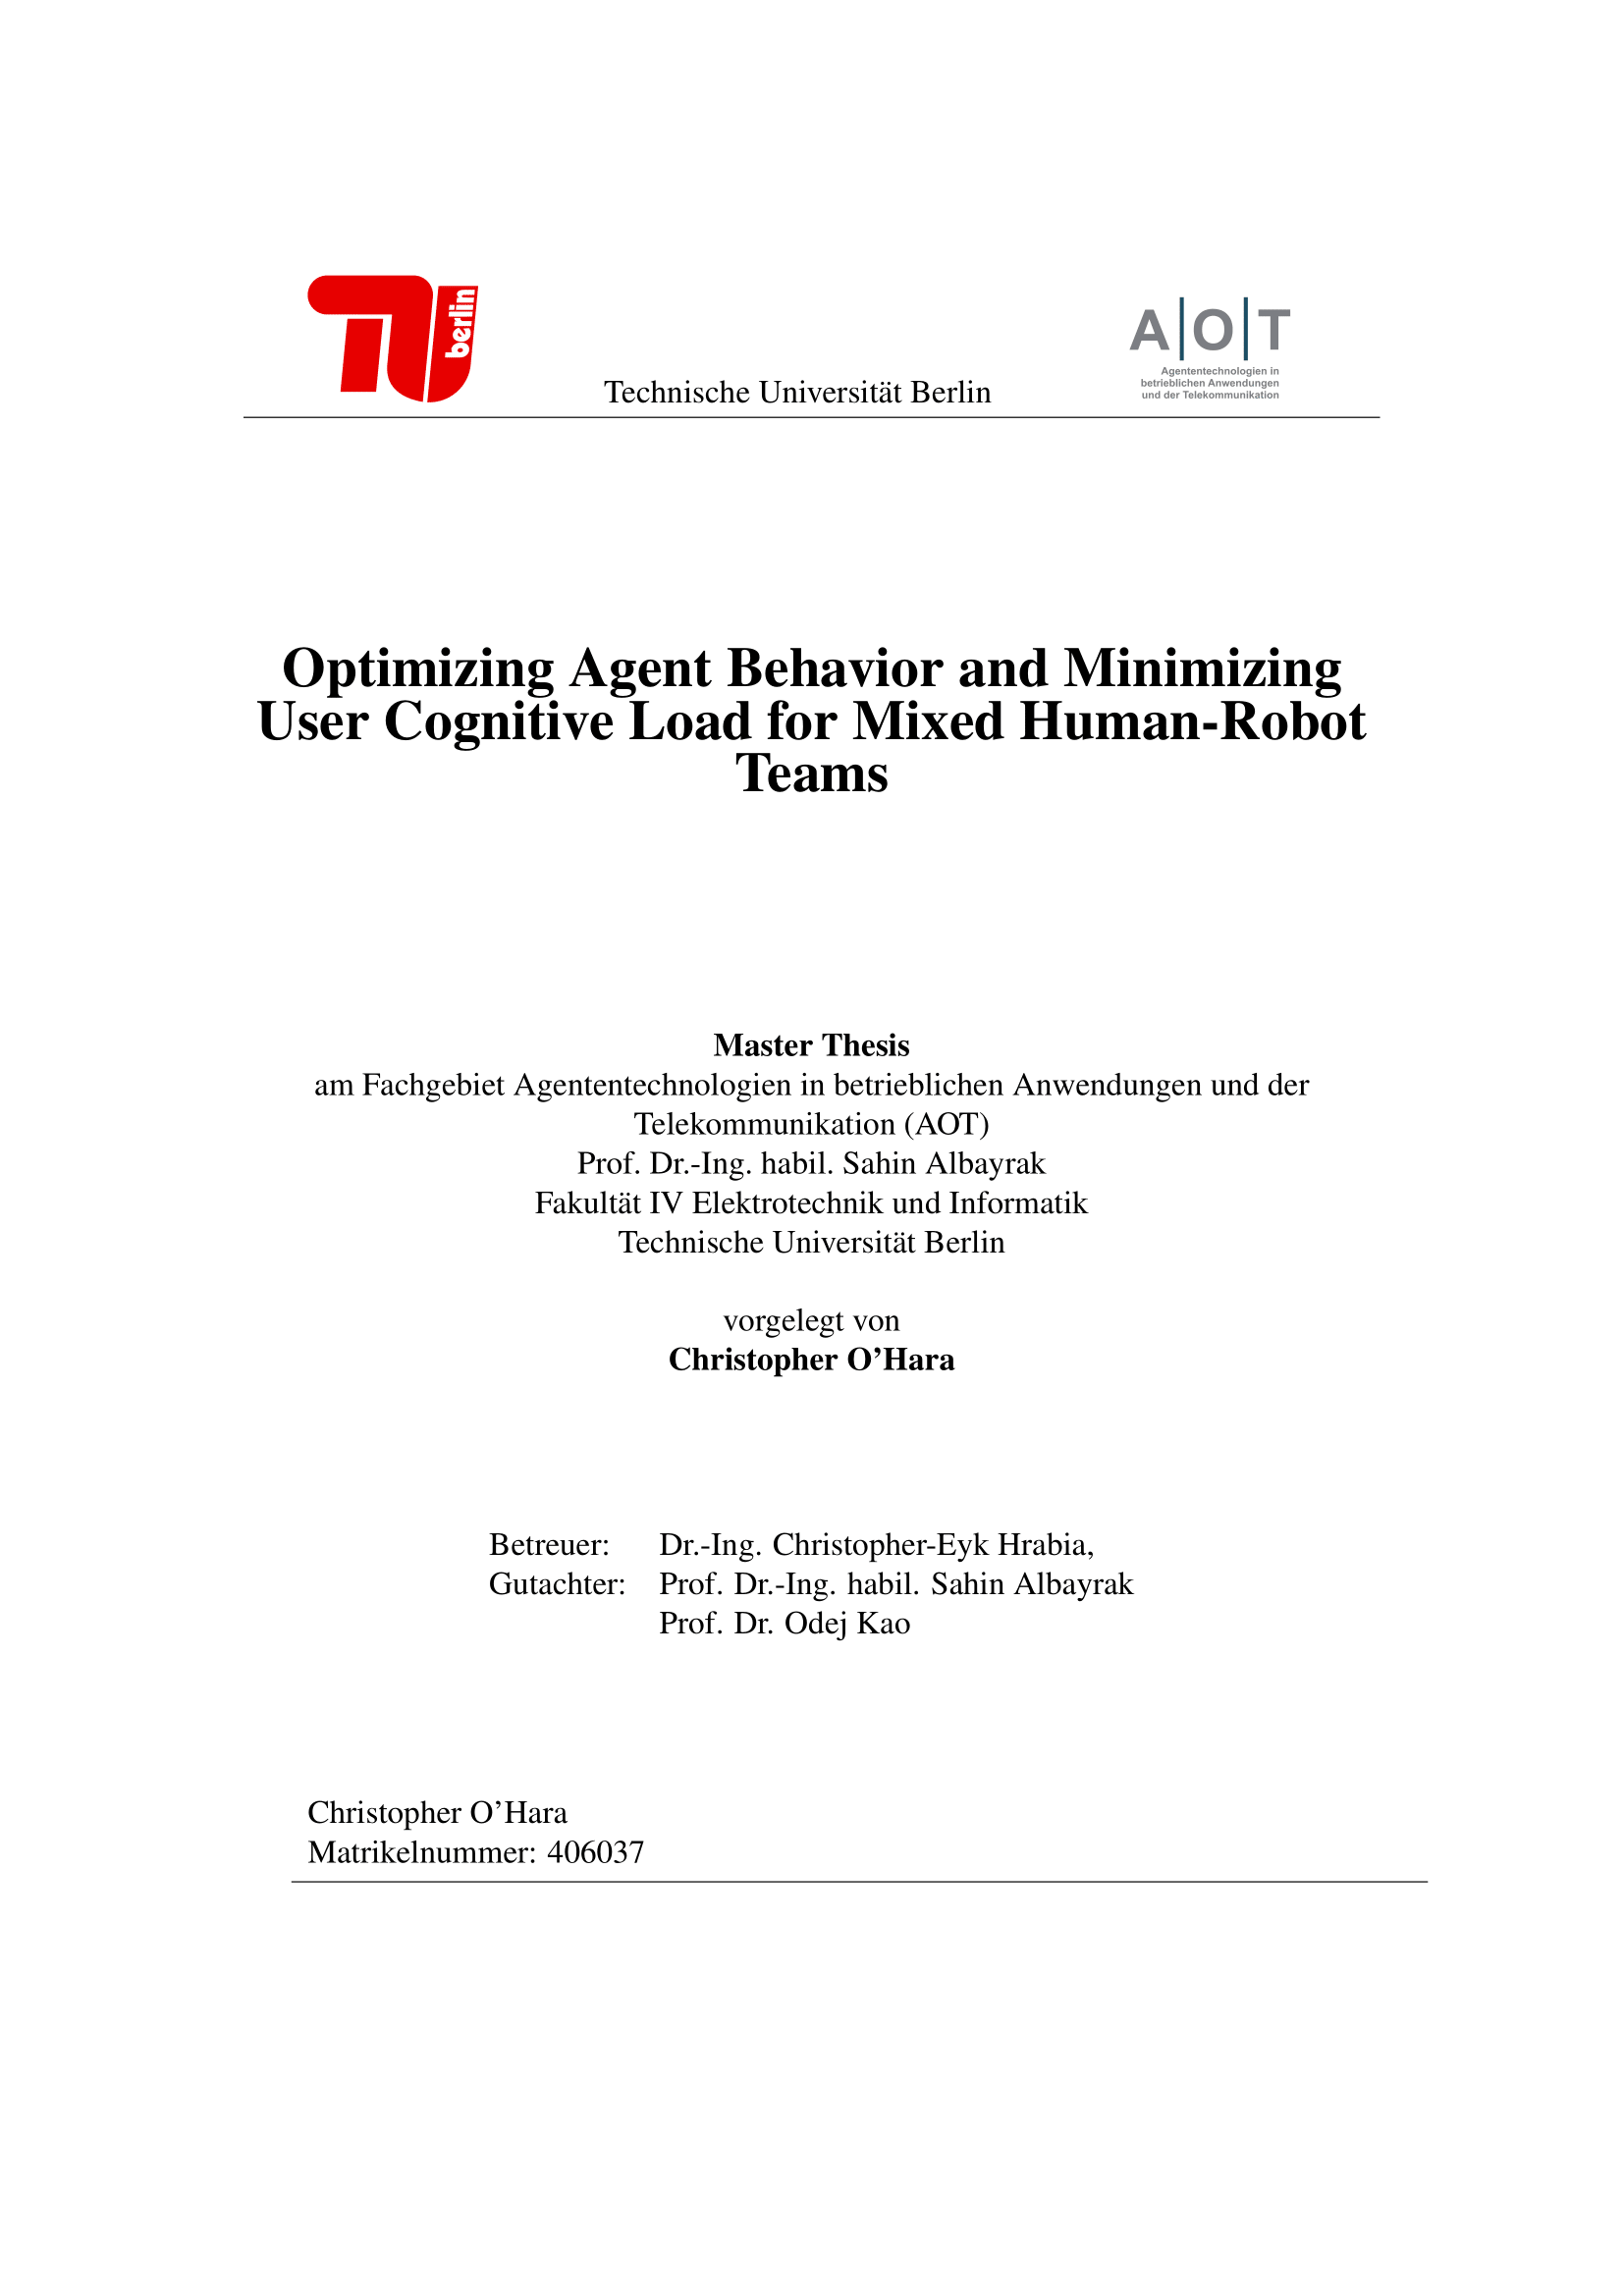 berlin
Technische Universität Berlin
A|O|T
Agententechnologien in
betrieblichen Anwendungen
und der Telekommunikation
Optimizing Agent Behavior and Minimizing
User Cognitive Load for Mixed Human-Robot
Teams
Master Thesis
am Fachgebiet Agententechnologien in betrieblichen Anwendungen und der
Telekommunikation (AOT)
Prof. Dr.-Ing. habil. Sahin Albayrak
Fakultät IV Elektrotechnik und Informatik
Technische Universität Berlin
vorgelegt von
Christopher O'Hara
Betreuer: Dr.-Ing. Christopher-Eyk Hrabia,
Gutachter: Prof. Dr.-Ing. habil. Sahin Albayrak
Prof. Dr. Odej Kao
Christopher O'Hara
Matrikelnummer: 406037